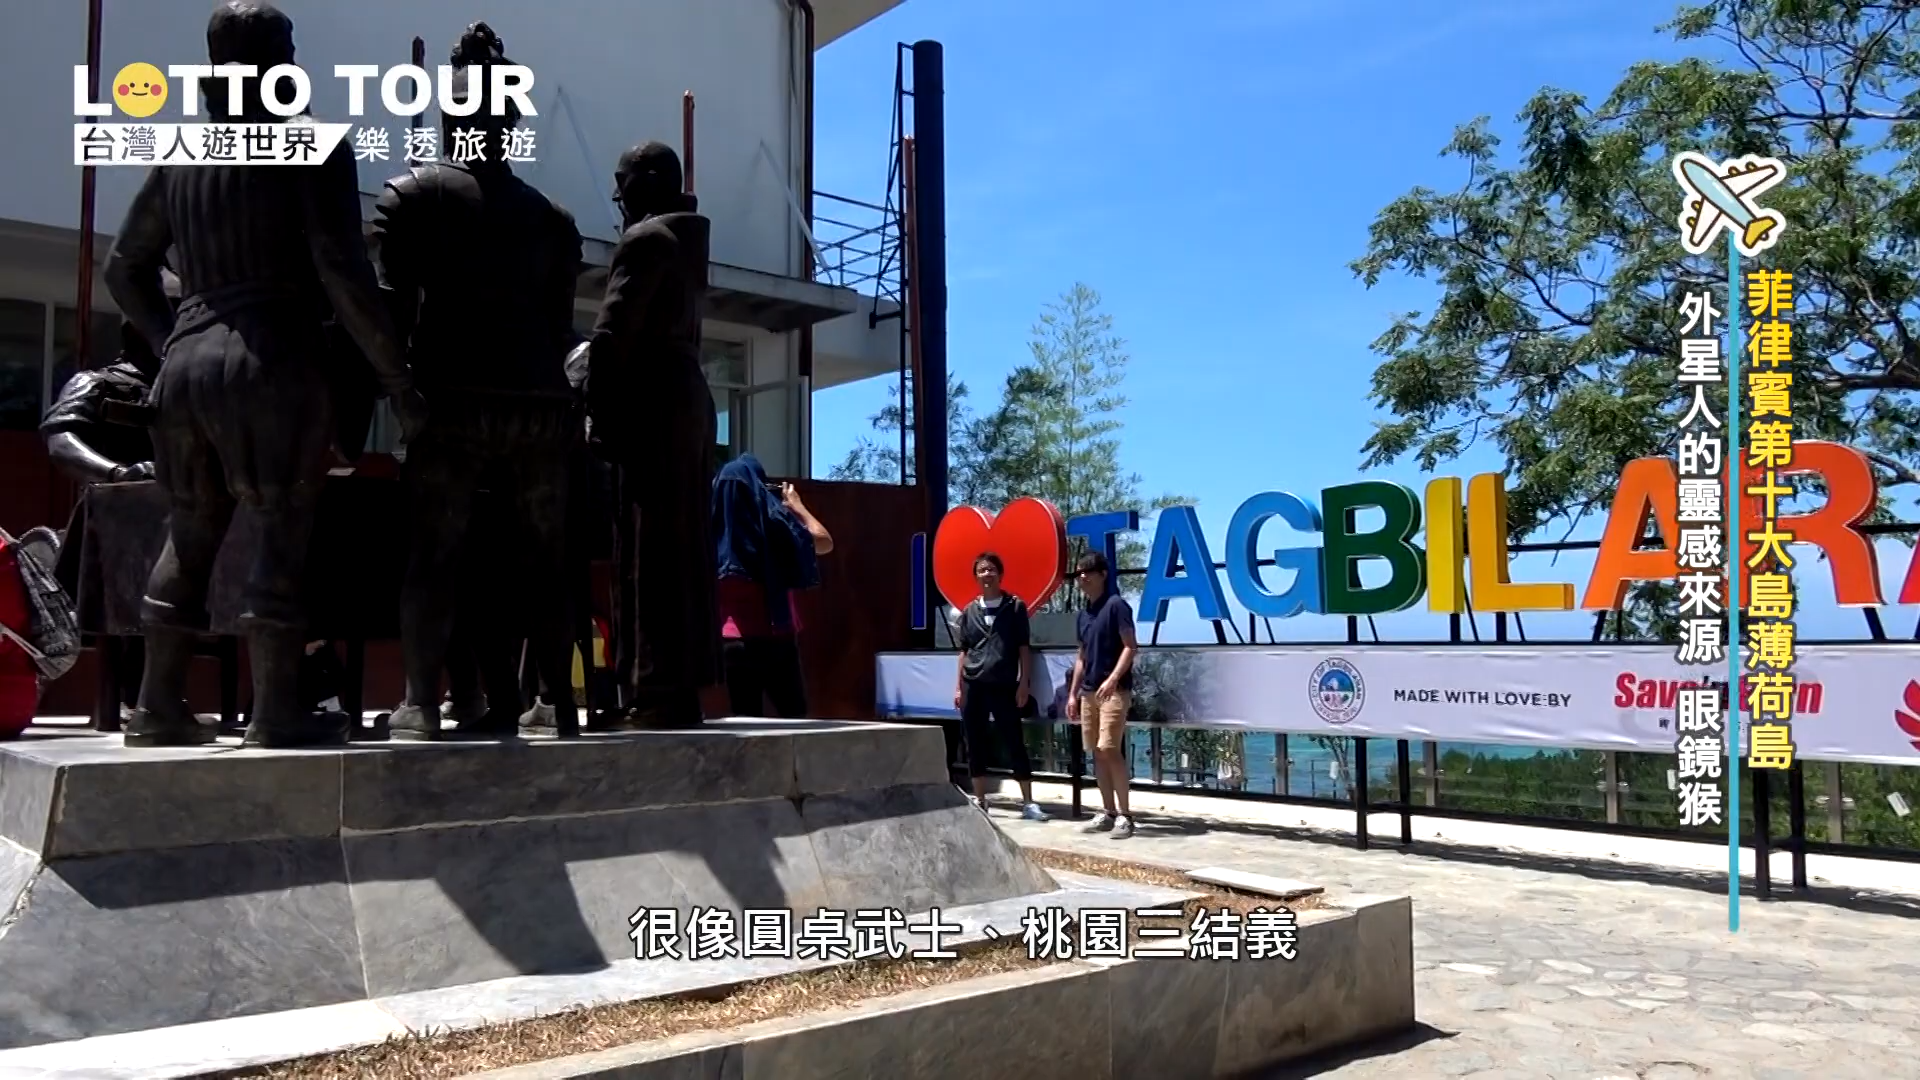 LOTTO TOUR
台灣人遊世界 樂透旅遊
菲律賓第十大島薄荷島
外星人的靈感來源 眼鏡猴
I TAGBILAR
MADE WITH LOVE BY
很像圓桌武士、桃園三結義